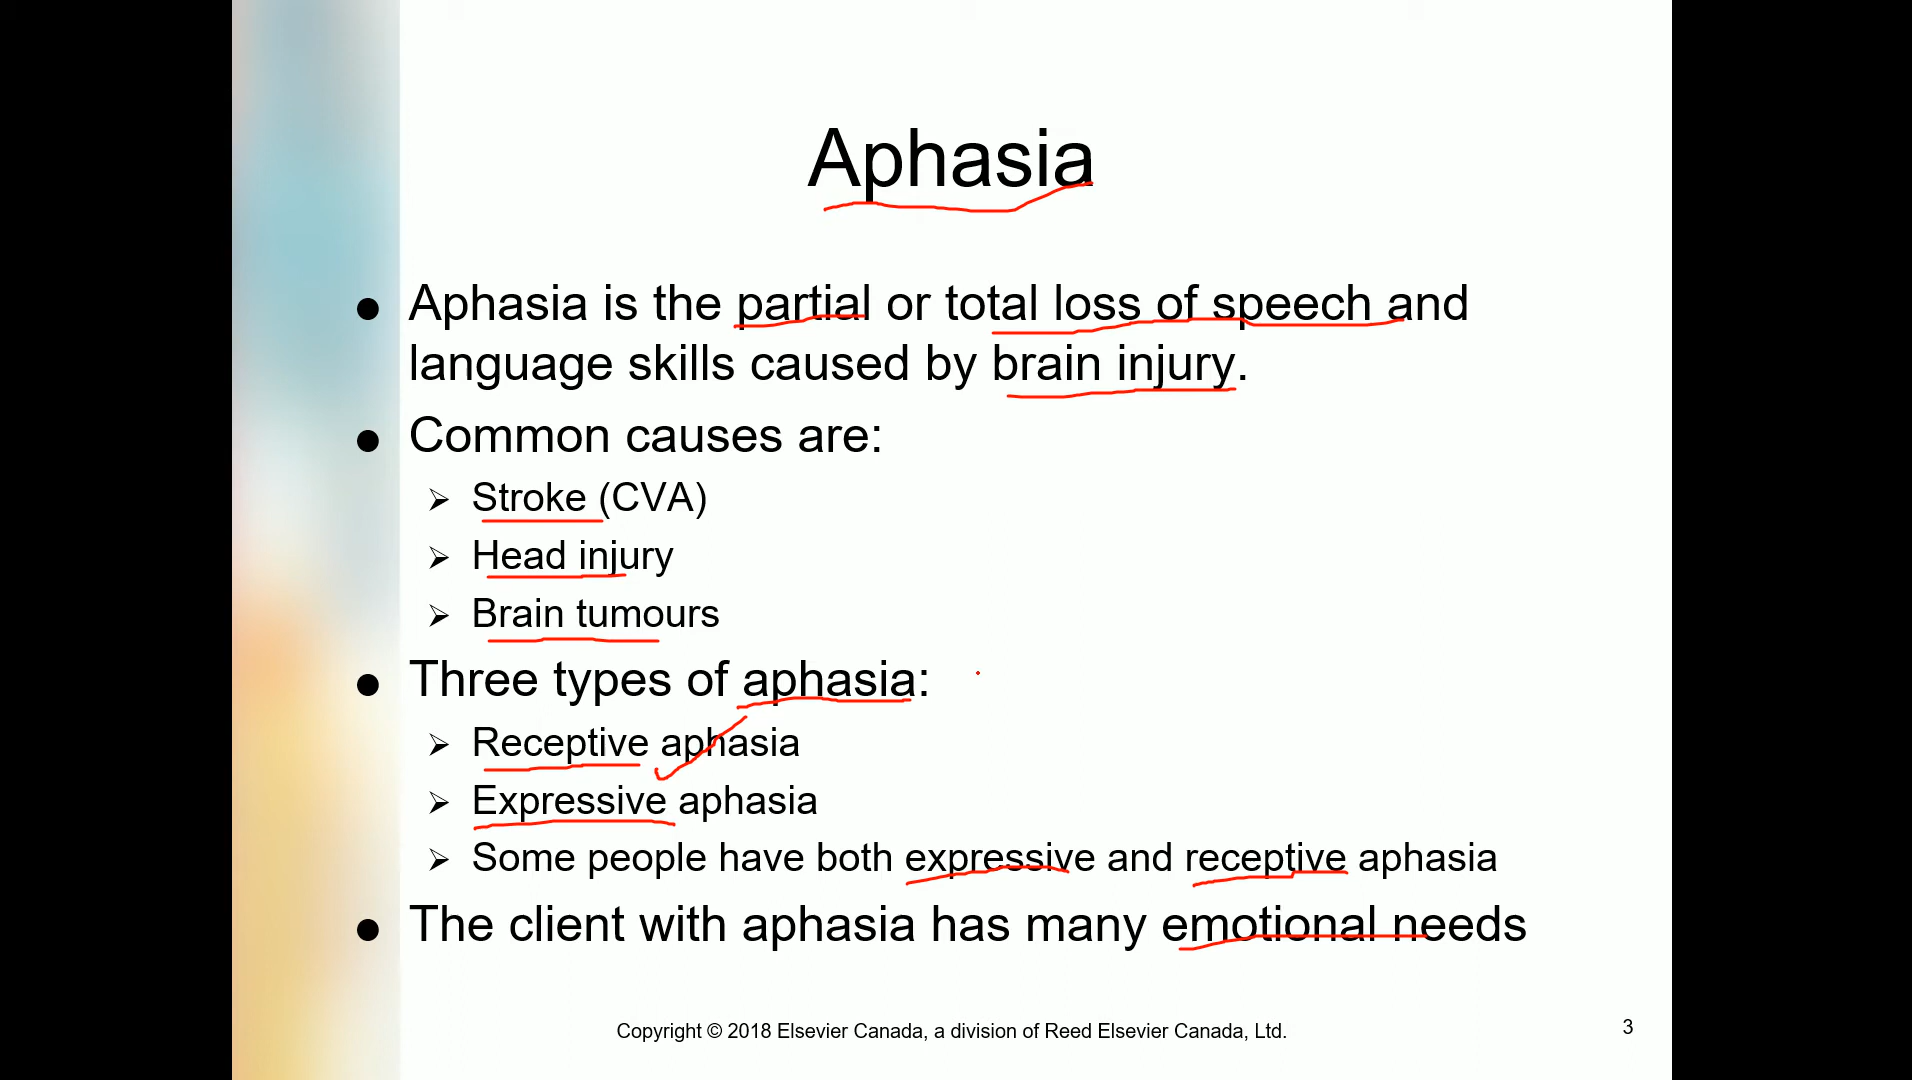 Aphasia
● Aphasia is the partial or total loss of speech and
language skills caused by brain injury.
● Common causes are:
➢ Stroke (CVA)
➢ Head injury
➢ Brain tumours
● Three types of aphasia:
➢ Receptive aphasia
➢ Expressive aphasia
➢ Some people have both expressive and receptive aphasia
● The client with aphasia has many emotional needs
Copyright © 2018 Elsevier Canada, a division of Reed Elsevier Canada, Ltd.
3